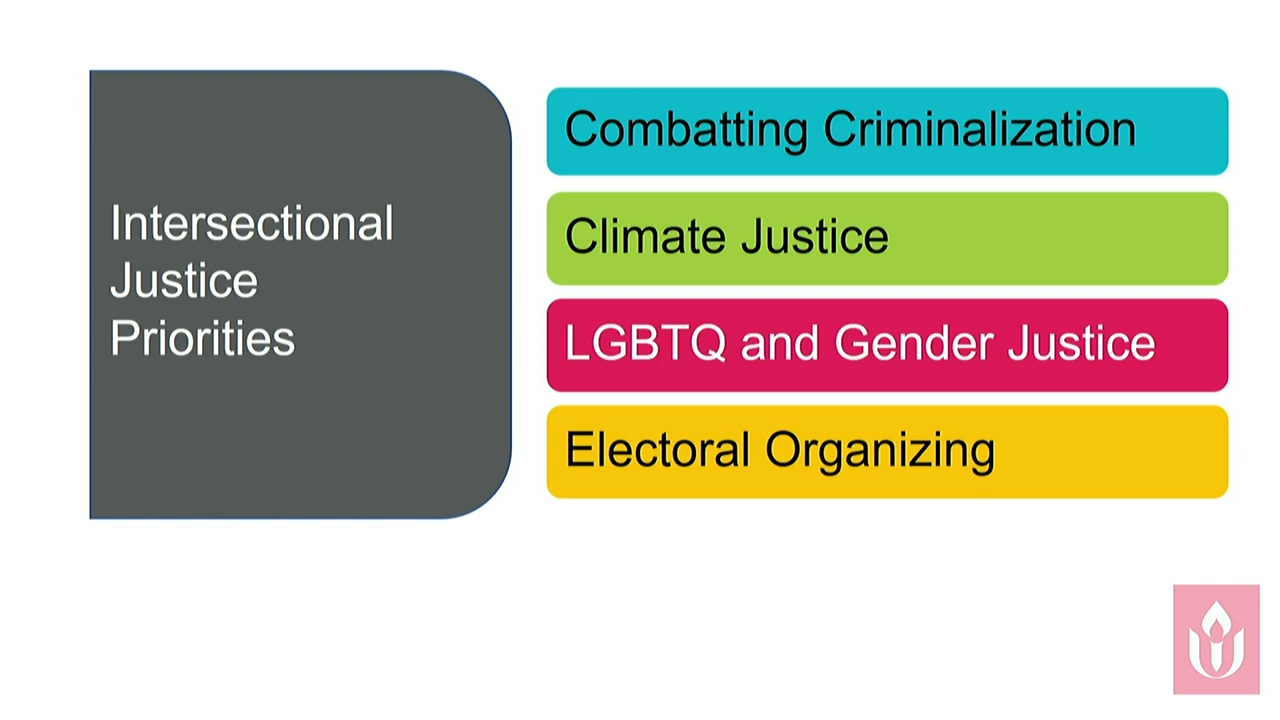 Intersectional
Justice
Priorities
Combatting Criminalization
Climate Justice
LGBTQ and Gender Justice
Electoral Organizing